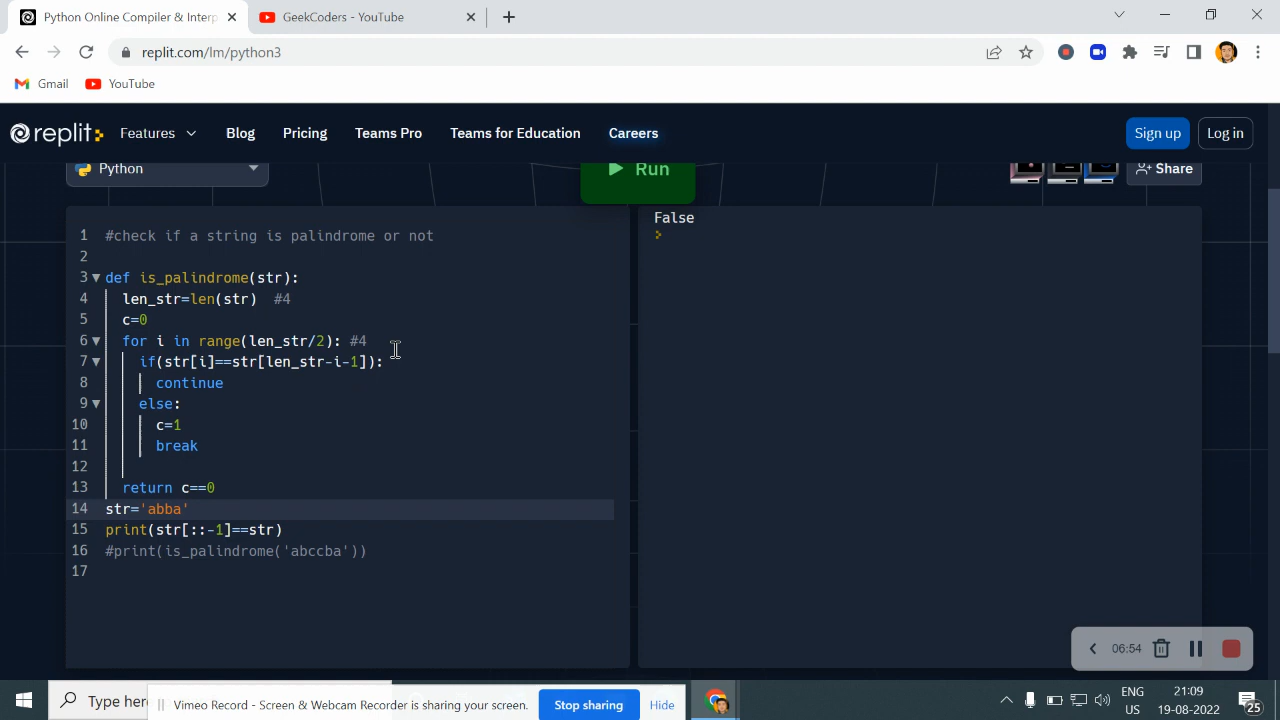 Python Online Compiler & Interp
GeekCoders - YouTube
replit.com/lm/python3
Gmail
YouTube
replit
Features
Blog
Pricing
Teams Pro
Teams for Education
Careers
Sign up
Log in
Python
Run
Share
1 #check if a string is palindrome or not
2
3 def is_palindrome(str):
4 len_str=len(str)  #4
5 c=0
6 for i in range(len_str/2): #4
7 if(str[i]==str[len_str-i-1]):
8 continue
9 else:
10 c=1
11 break
12
13 return c==0
14 str='abba'
15 print(str[::-1]==str)
16 #print(is_palindrome('abccba'))
17
False
06:54
Type here
Vimeo Record - Screen & Webcam Recorder is sharing your screen.
Stop sharing
Hide
ENG
US
21:09
19-08-2022
25